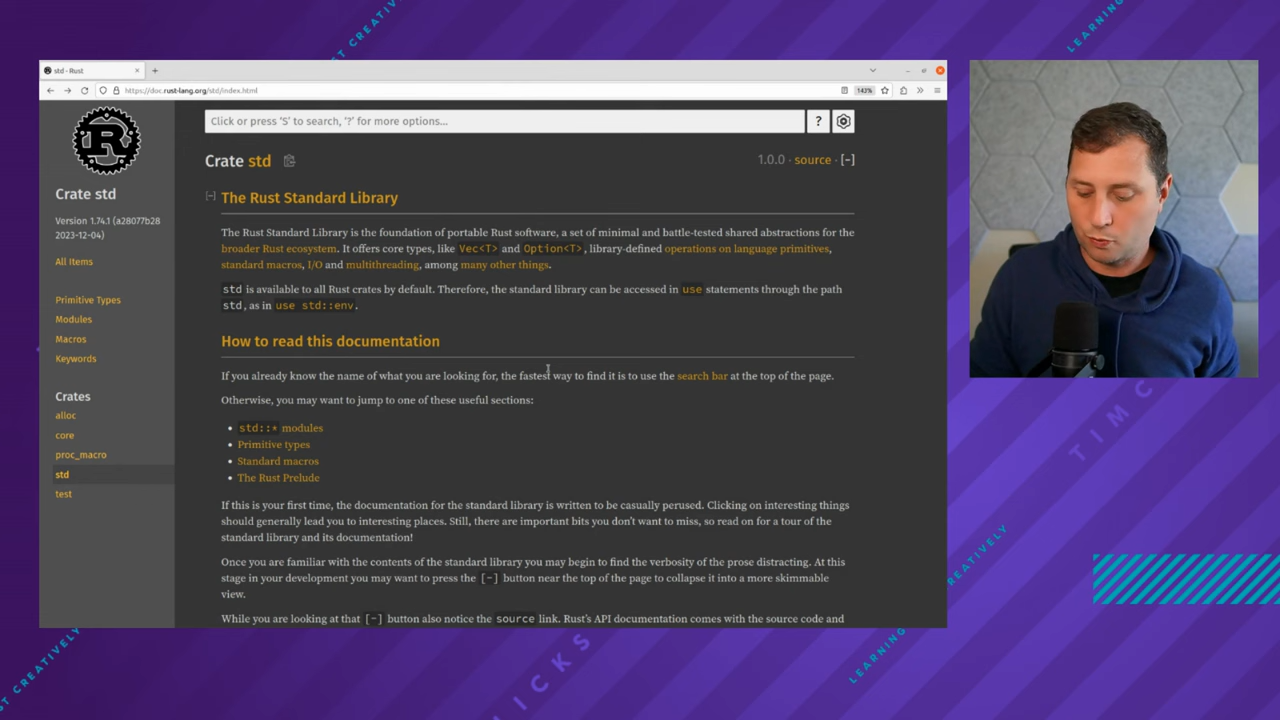 ST CREATIVELY
LEARNING
std - Rust
https://doc.rust-lang.org/std/index.html
142%
R
Click or press 'S' to search, '?' for more options...
?
Crate std
1.0.0 · source · [-]
Crate std
Version 1.74.1 (a28077b28
2023-12-04)
All Items
Primitive Types
Modules
Macros
Keywords
Crates
alloc
core
proc_macro
std
test
[-] The Rust Standard Library
The Rust Standard Library is the foundation of portable Rust software, a set of minimal and battle-tested shared abstractions for the
broader Rust ecosystem. It offers core types, like Vec<T> and Option<T>, library-defined operations on language primitives,
standard macros, I/O and multithreading, among many other things.
std is available to all Rust crates by default. Therefore, the standard library can be accessed in use statements through the path
std, as in use std::env.
How to read this documentation
If you already know the name of what you are looking for, the fastest way to find it is to use the search bar at the top of the page.
Otherwise, you may want to jump to one of these useful sections:
• std::* modules
• Primitive types
• Standard macros
• The Rust Prelude
If this is your first time, the documentation for the standard library is written to be casually perused. Clicking on interesting things
should generally lead you to interesting places. Still, there are important bits you don't want to miss, so read on for a tour of the
standard library and its documentation!
Once you are familiar with the contents of the standard library you may begin to find the verbosity of the prose distracting. At this
stage in your development you may want to press the [-] button near the top of the page to collapse it into a more skimmable
view.
While you are looking at that [-] button also notice the source link. Rust's API documentation comes with the source code and
TIM C
CREATIVELY
ST CREATIVELY
NICKS
LEARNING